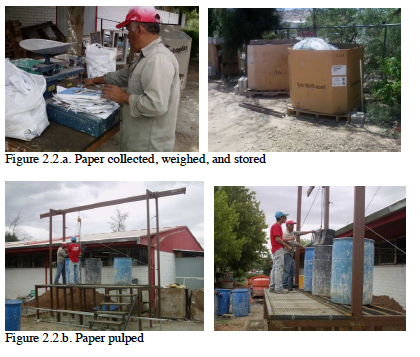 Figure 2.2.a. Paper collected, weighed, and stored
Figure 2.2.b. Paper pulped